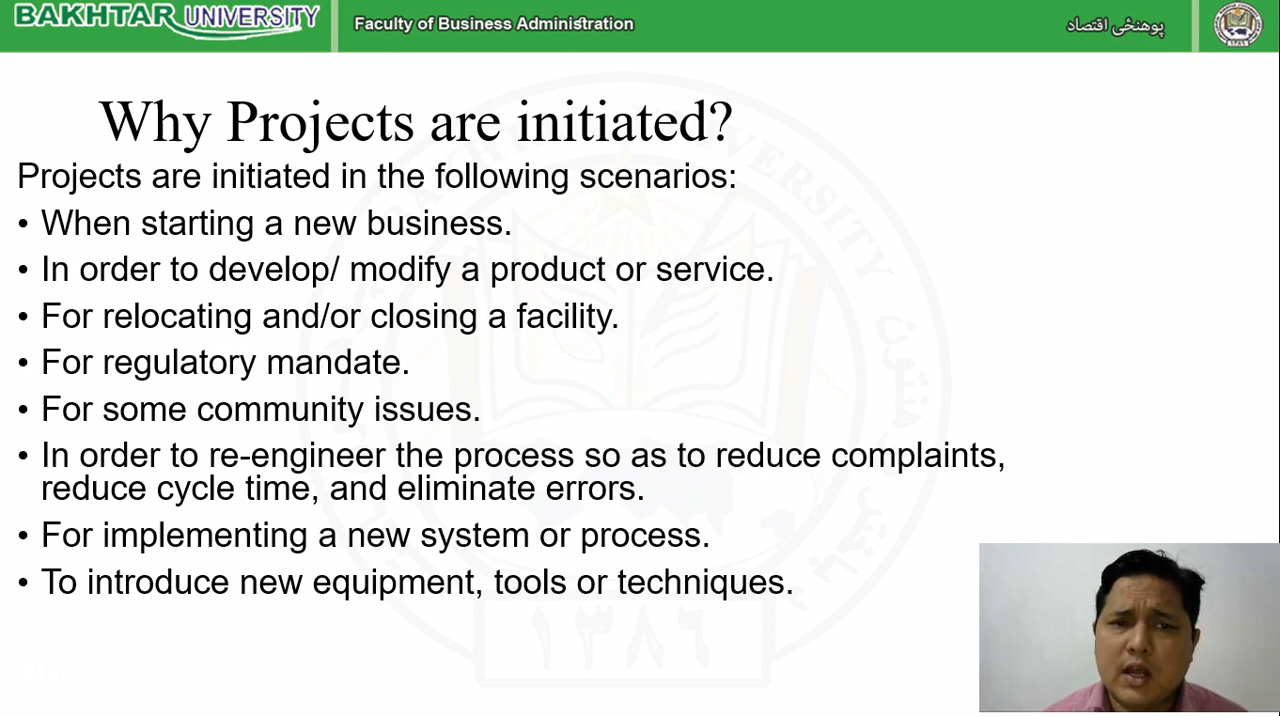 BAKHTAR UNIVERSITY
Faculty of Business Administration
پوهنځی اقتصاد
Why Projects are initiated?
Projects are initiated in the following scenarios:
• When starting a new business.
• In order to develop/ modify a product or service.
• For relocating and/or closing a facility.
• For regulatory mandate.
• For some community issues.
• In order to re-engineer the process so as to reduce complaints,
reduce cycle time, and eliminate errors.
• For implementing a new system or process.
• To introduce new equipment, tools or techniques.
۱۳۸۶